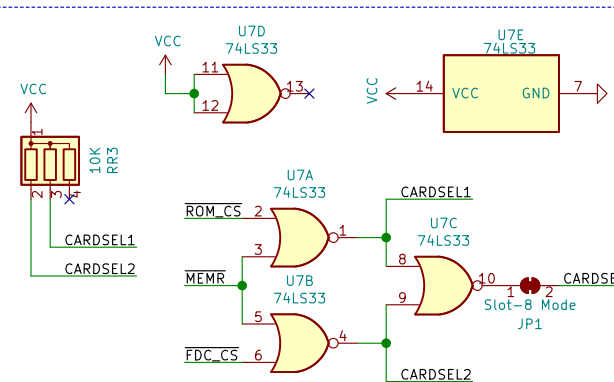 U7D
74LS33
VCC
11
12
13
U7E
74LS33
VCC
14
VCC
GND
7
VCC
1
10K
RR3
2
3
4
CARDSEL1
CARDSEL2
U7A
74LS33
ROM_CS
2
3
1
CARDSEL1
MEMR
U7B
74LS33
5
6
4
FDC_CS
CARDSEL2
U7C
74LS33
8
9
10
1
2
CARDSE
Slot-8 Mode
JP1